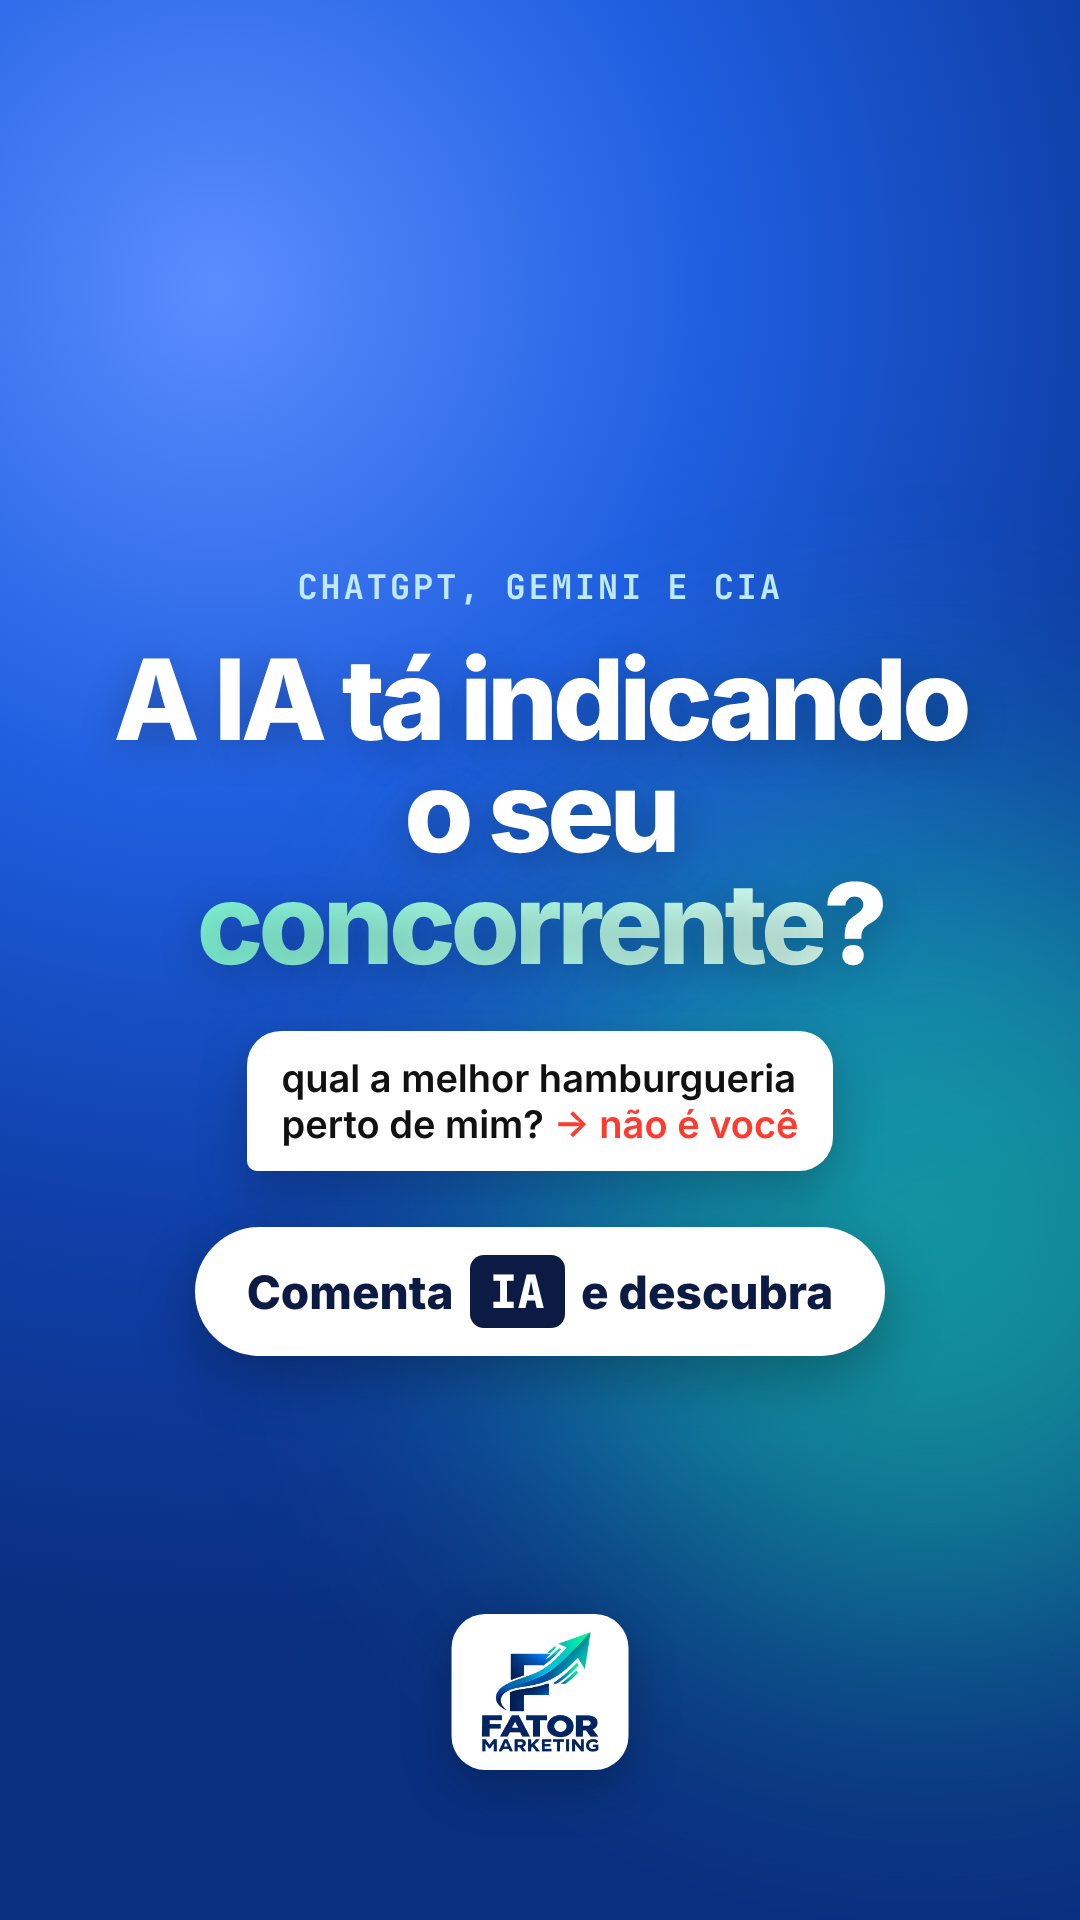 CHATGPT, GEMINI E CIA
A IA tá indicando
o seu
concorrente?
qual a melhor hamburgueria
perto de mim? → não é você
Comenta IA e descubra
FATOR
MARKETING